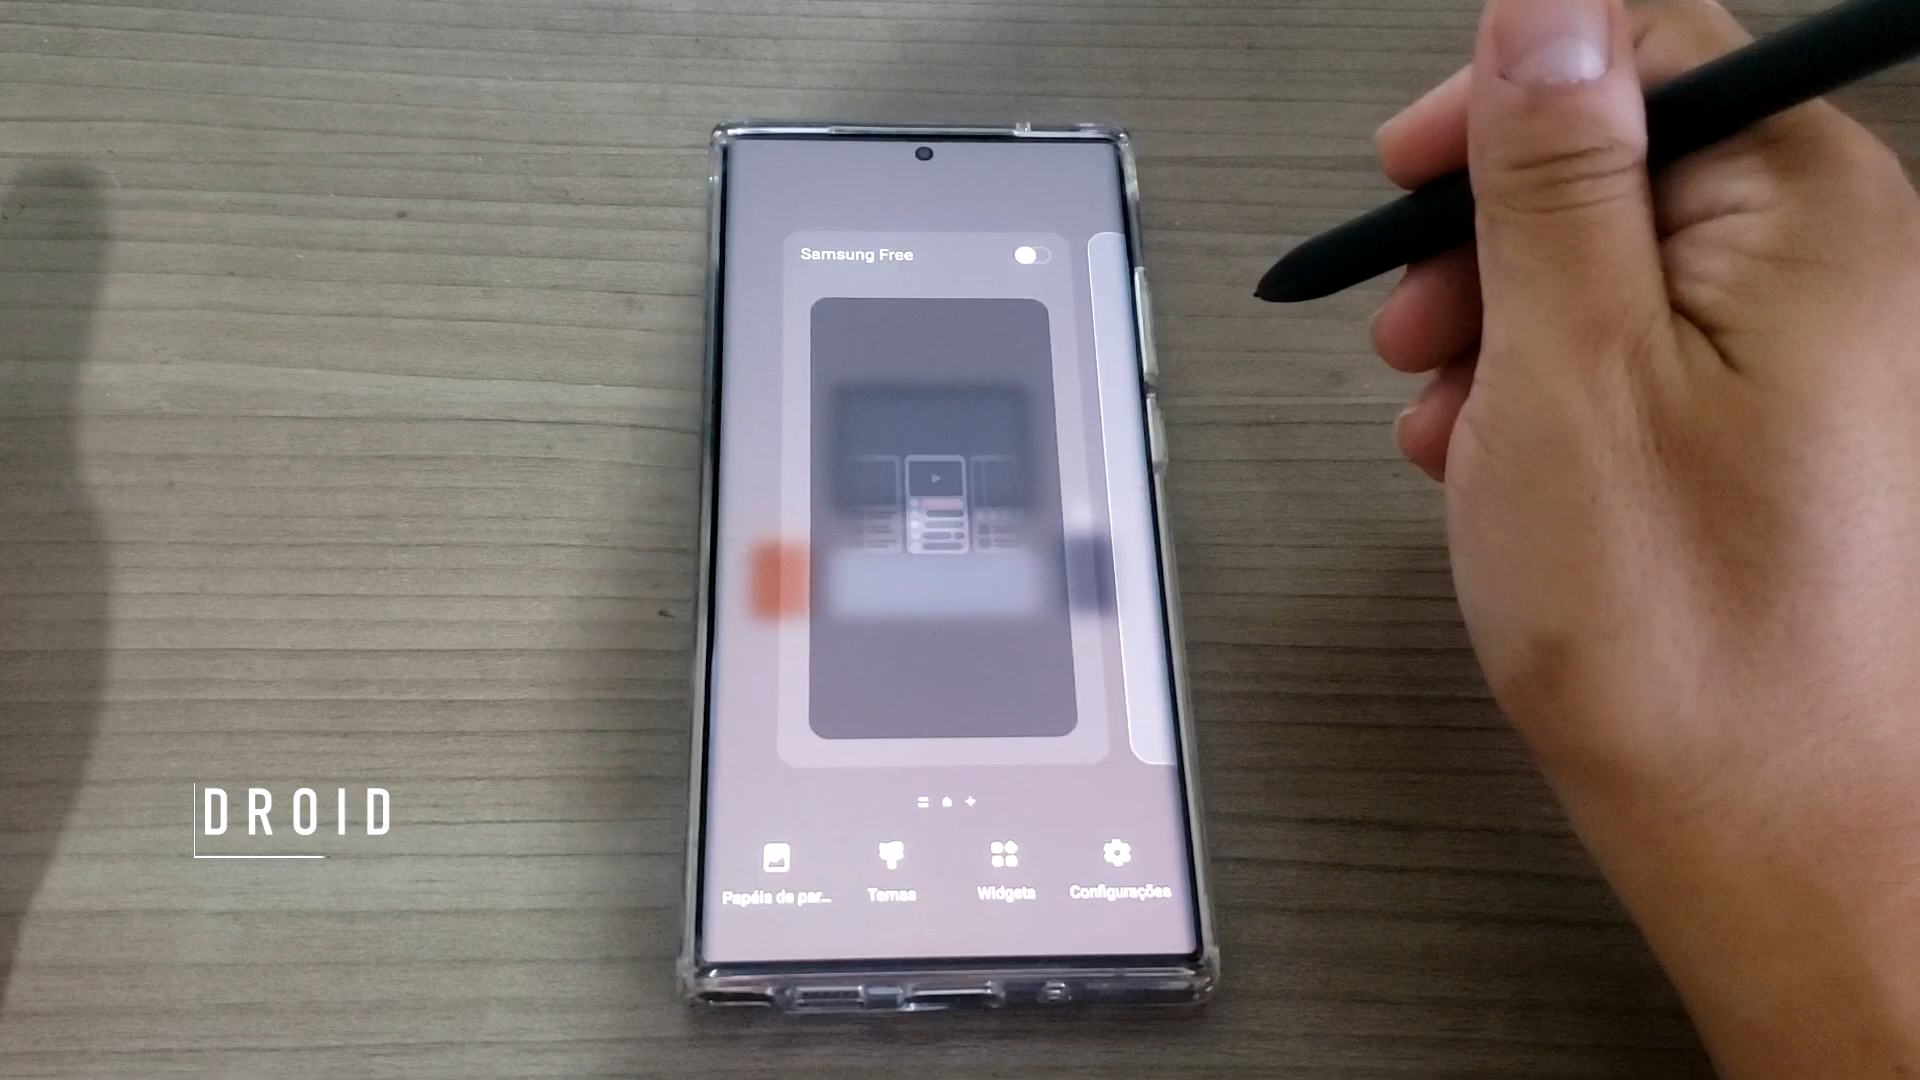 Samsung Free
DROID
Papéis de par...
Temas
Widgets
Configurações